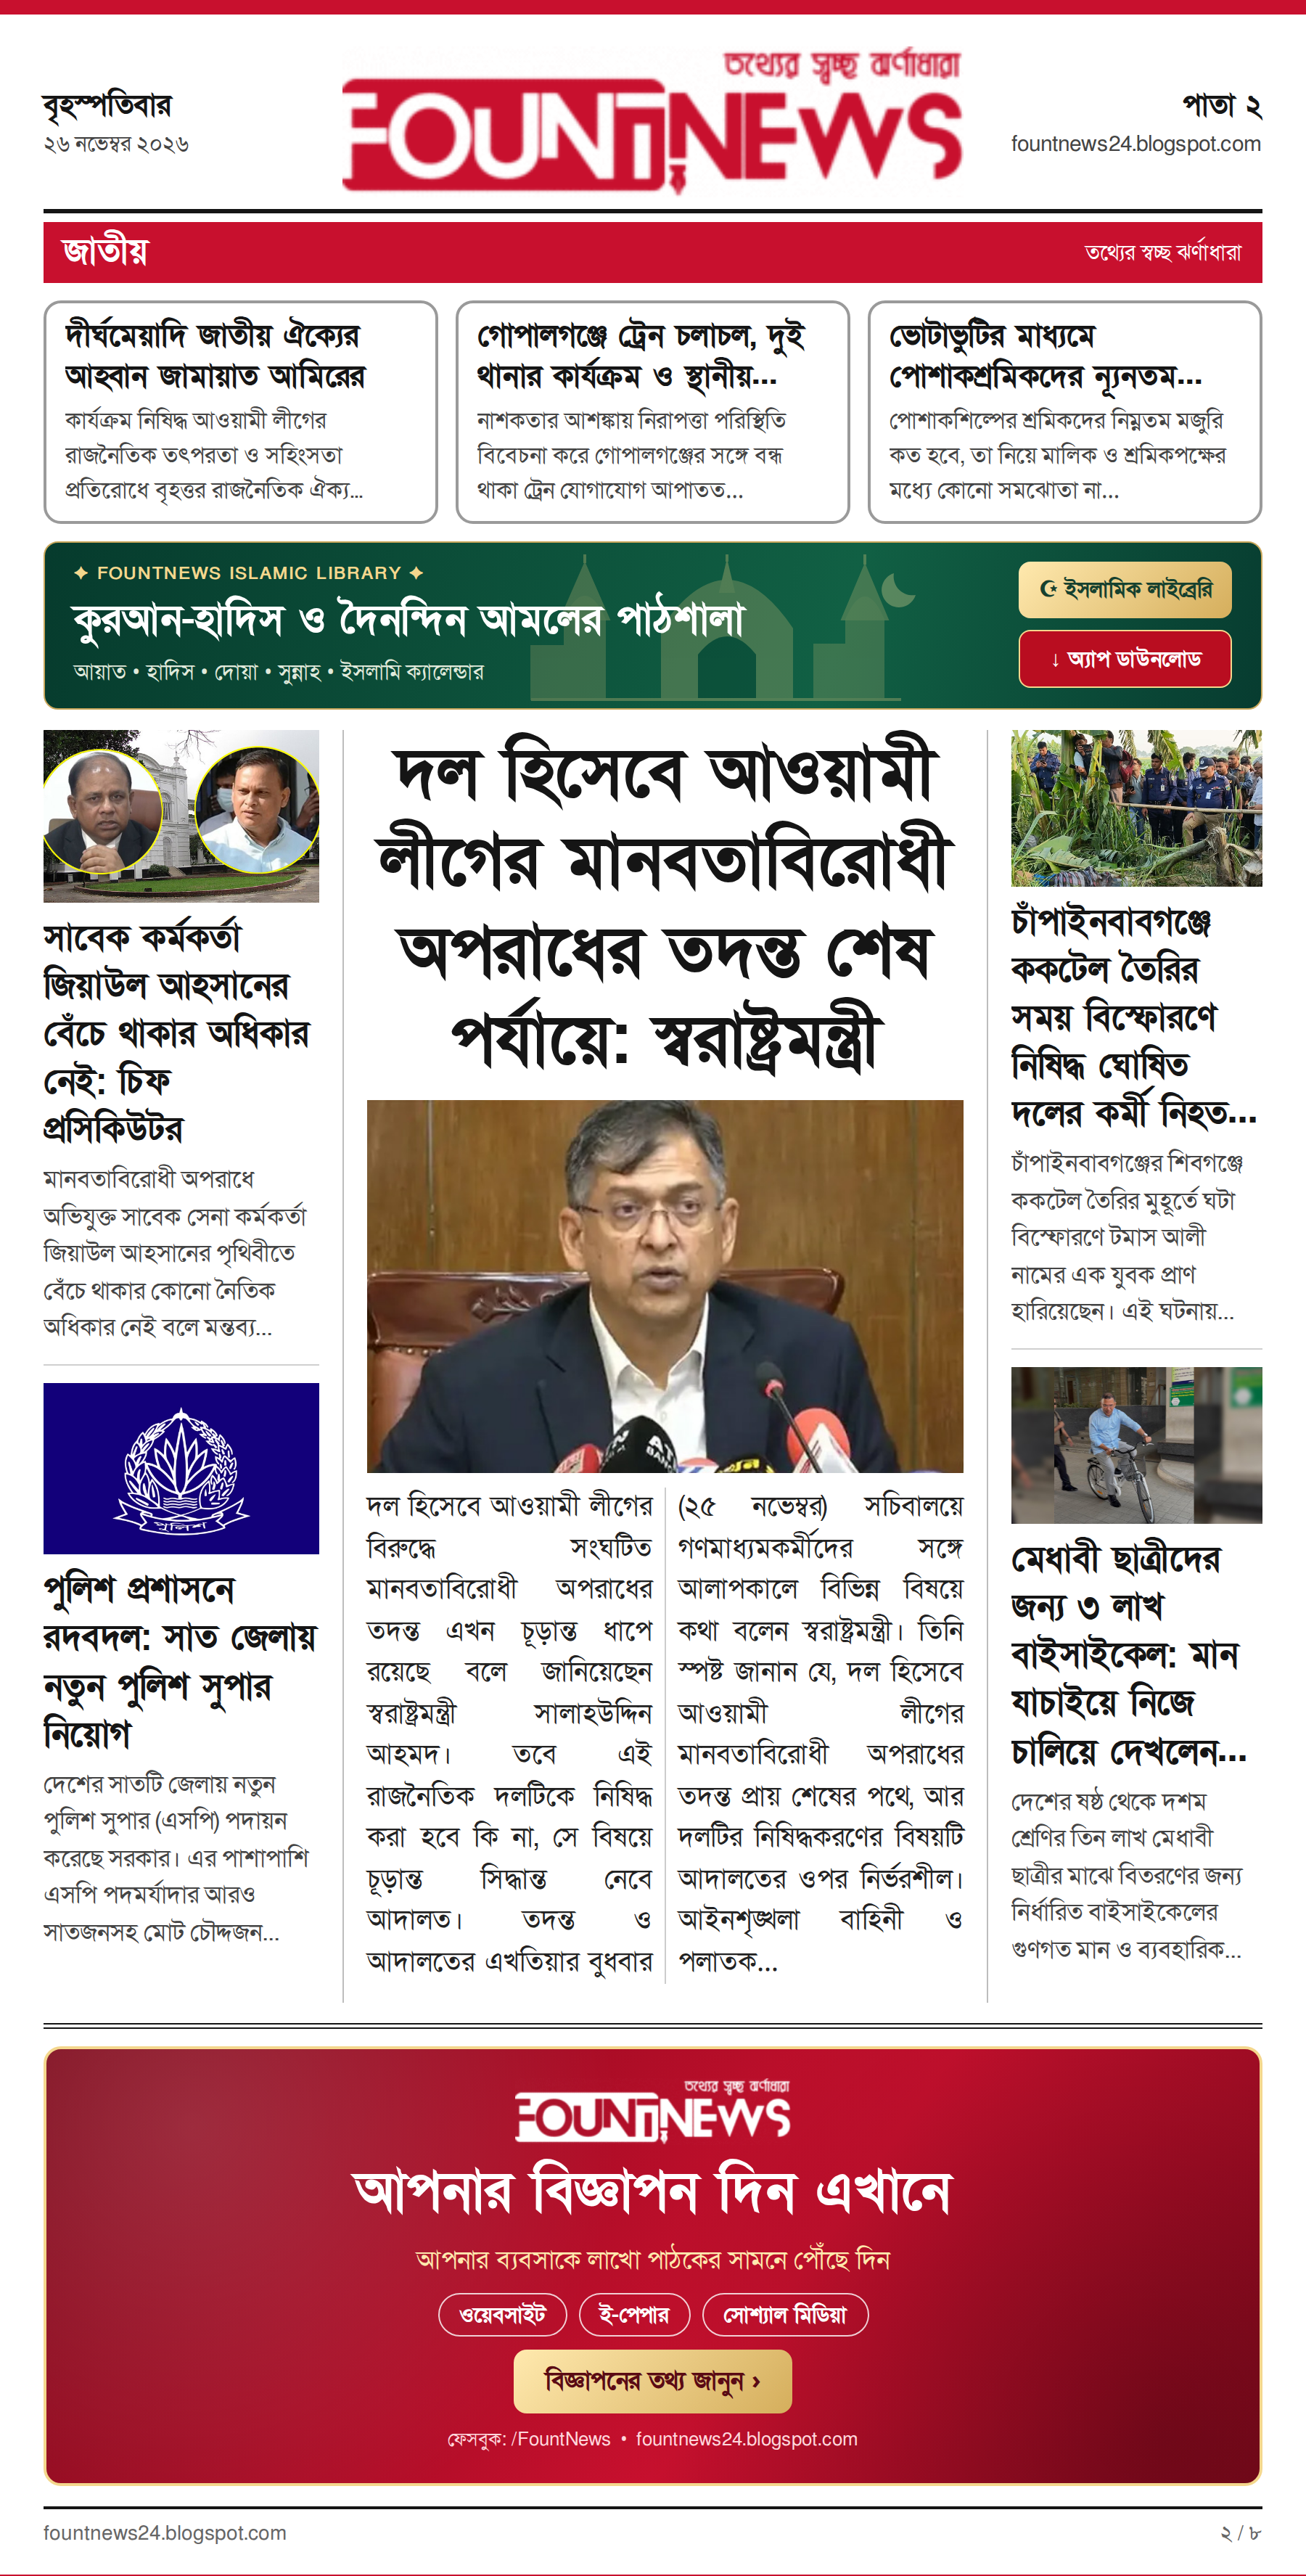 বৃহস্পতিবার
২৬ নভেম্বর ২০২৬
তথ্যের স্বচ্ছ ঝর্ণাধারা
FOUNTNEWS
পাতা ২
fountnews24.blogspot.com
জাতীয়
তথ্যের স্বচ্ছ ঝর্ণাধারা
দীর্ঘমেয়াদি জাতীয় ঐক্যের
আহ্বান জামায়াত আমিরের
কার্যক্রম নিষিদ্ধ আওয়ামী লীগের
রাজনৈতিক তৎপরতা ও সহিংসতা
প্রতিরোধে বৃহত্তর রাজনৈতিক ঐক্য...
গোপালগঞ্জে ট্রেন চলাচল, দুই
থানার কার্যক্রম ও স্থানীয়...
নাশকতার আশঙ্কায় নিরাপত্তা পরিস্থিতি
বিবেচনা করে গোপালগঞ্জের সঙ্গে বন্ধ
থাকা ট্রেন যোগাযোগ আপাতত...
ভোটাভুটির মাধ্যমে
পোশাকশ্রমিকদের ন্যূনতম...
পোশাকশিল্পের শ্রমিকদের নিম্নতম মজুরি
কত হবে, তা নিয়ে মালিক ও শ্রমিকপক্ষের
মধ্যে কোনো সমঝোতা না...
✦ FOUNTNEWS ISLAMIC LIBRARY ✦
কুরআন-হাদিস ও দৈনন্দিন আমলের পাঠশালা
আয়াত • হাদিস • দোয়া • সুন্নাহ • ইসলামি ক্যালেন্ডার
☪ ইসলামিক লাইব্রেরি
↓ অ্যাপ ডাউনলোড
সাবেক কর্মকর্তা
জিয়াউল আহসানের
বেঁচে থাকার অধিকার
নেই: চিফ
প্রসিকিউটর
মানবতাবিরোধী অপরাধে
অভিযুক্ত সাবেক সেনা কর্মকর্তা
জিয়াউল আহসানের পৃথিবীতে
বেঁচে থাকার কোনো নৈতিক
অধিকার নেই বলে মন্তব্য...
পুলিশ
পুলিশ প্রশাসনে
রদবদল: সাত জেলায়
নতুন পুলিশ সুপার
নিয়োগ
দেশের সাতটি জেলায় নতুন
পুলিশ সুপার (এসপি) পদায়ন
করেছে সরকার। এর পাশাপাশি
এসপি পদমর্যাদার আরও
সাতজনসহ মোট চৌদ্দজন...
দল হিসেবে আওয়ামী
লীগের মানবতাবিরোধী
অপরাধের তদন্ত শেষ
পর্যায়ে: স্বরাষ্ট্রমন্ত্রী
দল হিসেবে আওয়ামী লীগের
বিরুদ্ধে সংঘটিত
মানবতাবিরোধী অপরাধের
তদন্ত এখন চূড়ান্ত ধাপে
রয়েছে বলে জানিয়েছেন
স্বরাষ্ট্রমন্ত্রী সালাহউদ্দিন
আহমদ। তবে এই
রাজনৈতিক দলটিকে নিষিদ্ধ
করা হবে কি না, সে বিষয়ে
চূড়ান্ত সিদ্ধান্ত নেবে
আদালত। তদন্ত ও
আদালতের এখতিয়ার বুধবার
(২৫ নভেম্বর) সচিবালয়ে
গণমাধ্যমকর্মীদের সঙ্গে
আলাপকালে বিভিন্ন বিষয়ে
কথা বলেন স্বরাষ্ট্রমন্ত্রী। তিনি
স্পষ্ট জানান যে, দল হিসেবে
আওয়ামী লীগের
মানবতাবিরোধী অপরাধের
তদন্ত প্রায় শেষের পথে, আর
দলটির নিষিদ্ধকরণের বিষয়টি
আদালতের ওপর নির্ভরশীল।
আইনশৃঙ্খলা বাহিনী ও
পলাতক...
চাঁপাইনবাবগঞ্জে
ককটেল তৈরির
সময় বিস্ফোরণে
নিষিদ্ধ ঘোষিত
দলের কর্মী নিহত...
চাঁপাইনবাবগঞ্জের শিবগঞ্জে
ককটেল তৈরির মুহূর্তে ঘটা
বিস্ফোরণে টমাস আলী
নামের এক যুবক প্রাণ
হারিয়েছেন। এই ঘটনায়...
মেধাবী ছাত্রীদের
জন্য ৩ লাখ
বাইসাইকেল: মান
যাচাইয়ে নিজে
চালিয়ে দেখলেন...
দেশের ষষ্ঠ থেকে দশম
শ্রেণির তিন লাখ মেধাবী
ছাত্রীর মাঝে বিতরণের জন্য
নির্ধারিত বাইসাইকেলের
গুণগত মান ও ব্যবহারিক...
তথ্যের স্বচ্ছ ঝর্ণাধারা
FOUNTNEWS
আপনার বিজ্ঞাপন দিন এখানে
আপনার ব্যবসাকে লাখো পাঠকের সামনে পৌঁছে দিন
ওয়েবসাইট
ই-পেপার
সোশ্যাল মিডিয়া
বিজ্ঞাপনের তথ্য জানুন ›
ফেসবুক: /FountNews • fountnews24.blogspot.com
fountnews24.blogspot.com
২ / ৮